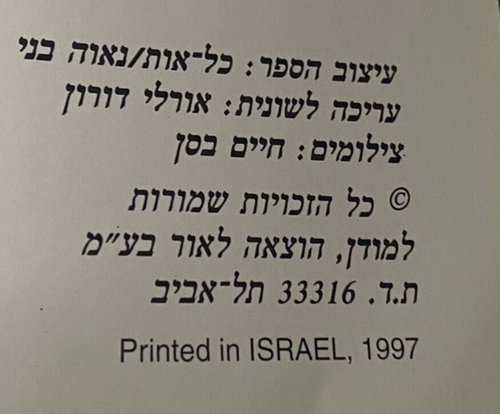 עיצוב הספר: כל־אות/נאוה בני
עריכה לשונית: אורלי דורון
צילומים: חיים בסן
© כל הזכויות שמורות
למודן, הוצאה לאור בע"מ
ת.ד. 33316 תל־אביב
Printed in ISRAEL, 1997